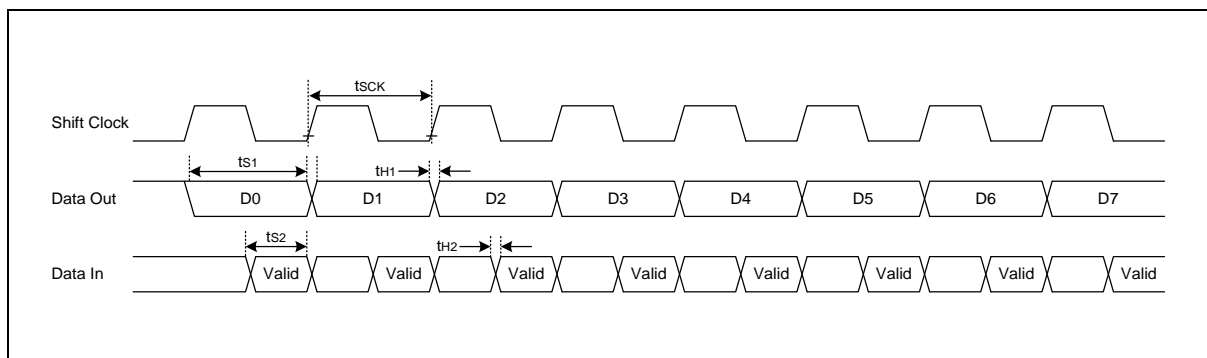 tSCK
Shift Clock
tS1
tH1
Data Out D0 D1 D2 D3 D4 D5 D6 D7
tS2
tH2
Data In Valid Valid Valid Valid Valid Valid Valid Valid